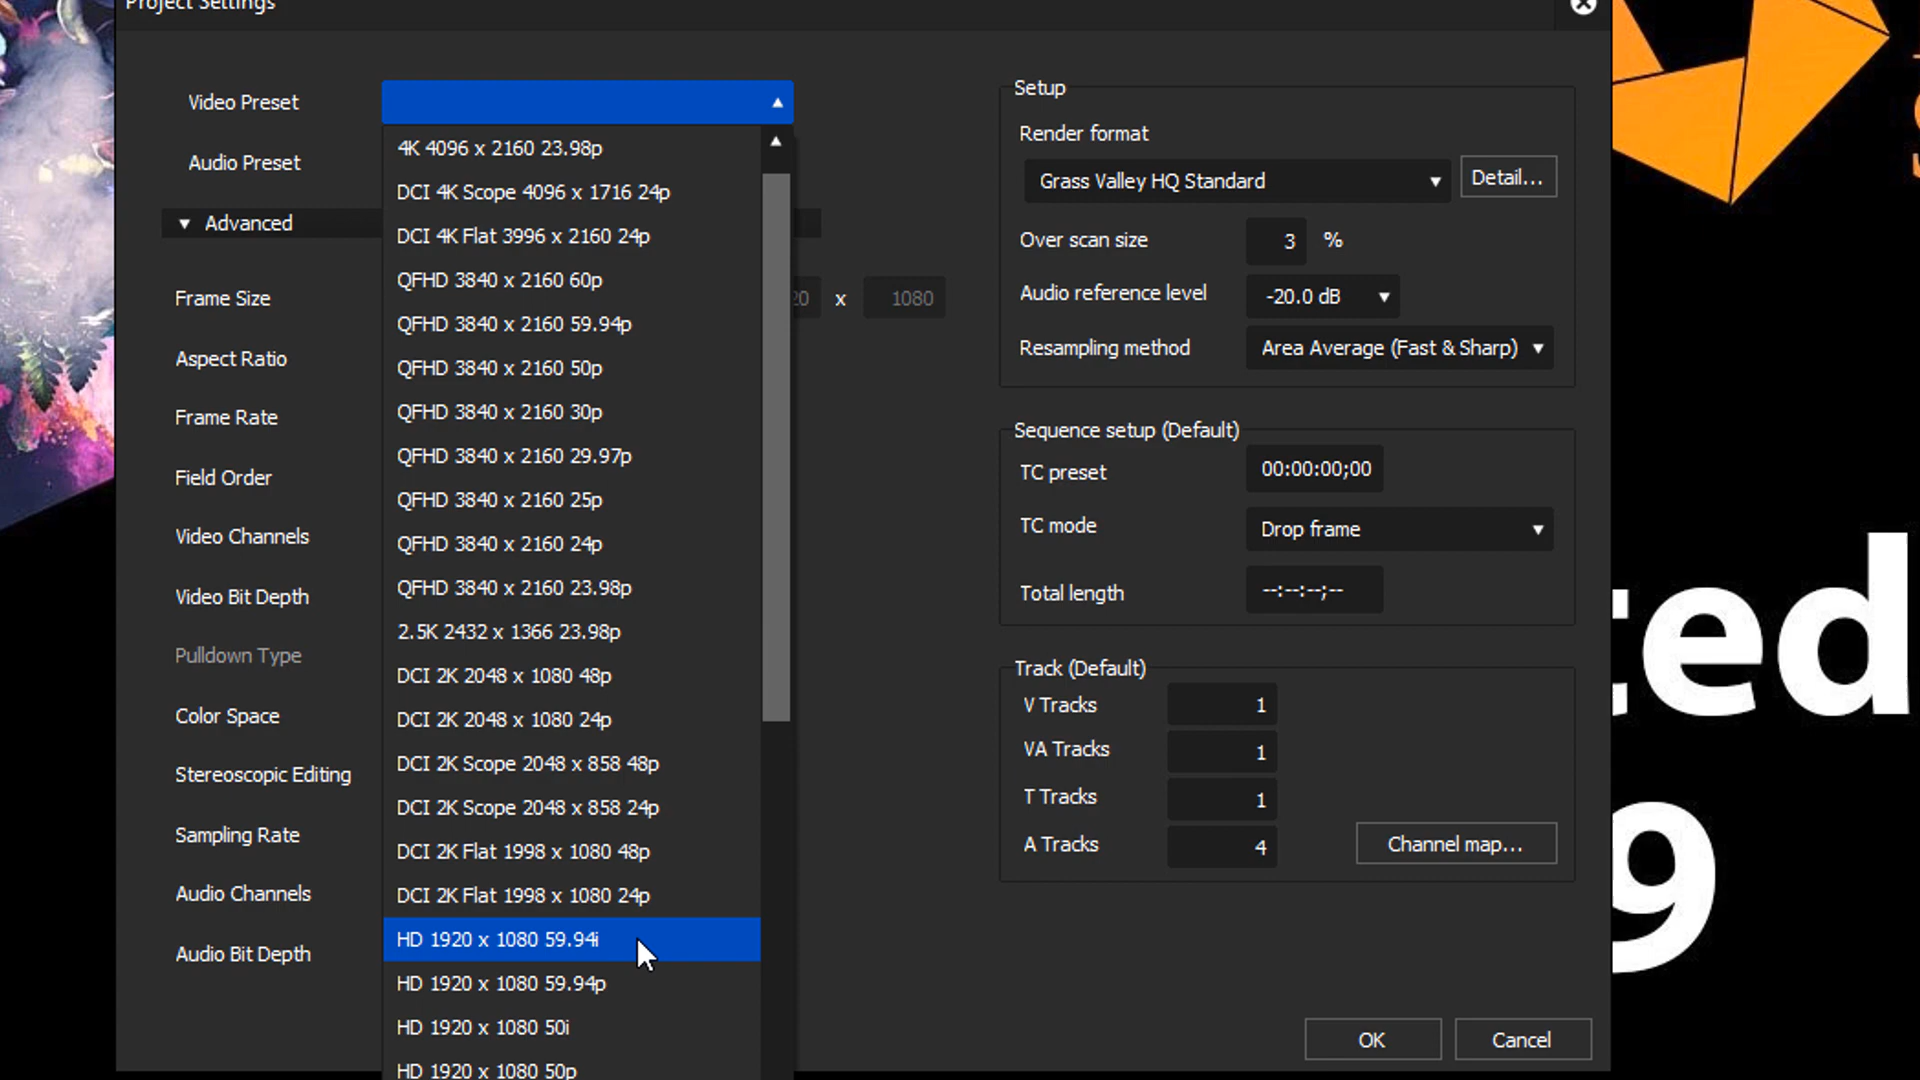 Project Settings
Video Preset
Audio Preset
Advanced
Frame Size
Aspect Ratio
Frame Rate
Field Order
Video Channels
Video Bit Depth
Pulldown Type
Color Space
Stereoscopic Editing
Sampling Rate
Audio Channels
Audio Bit Depth
4K 4096 x 2160 23.98p
DCI 4K Scope 4096 x 1716 24p
DCI 4K Flat 3996 x 2160 24p
QFHD 3840 x 2160 60p
QFHD 3840 x 2160 59.94p
QFHD 3840 x 2160 50p
QFHD 3840 x 2160 30p
QFHD 3840 x 2160 29.97p
QFHD 3840 x 2160 25p
QFHD 3840 x 2160 24p
QFHD 3840 x 2160 23.98p
2.5K 2432 x 1366 23.98p
DCI 2K 2048 x 1080 48p
DCI 2K 2048 x 1080 24p
DCI 2K Scope 2048 x 858 48p
DCI 2K Scope 2048 x 858 24p
DCI 2K Flat 1998 x 1080 48p
DCI 2K Flat 1998 x 1080 24p
HD 1920 x 1080 59.94i
HD 1920 x 1080 59.94p
HD 1920 x 1080 50i
HD 1920 x 1080 50p
20 x 1080
Setup
Render format
Grass Valley HQ Standard
Detail...
Over scan size 3 %
Audio reference level -20.0 dB
Resampling method Area Average (Fast & Sharp)
Sequence setup (Default)
TC preset 00:00:00;00
TC mode Drop frame
Total length --:--:--;--
Track (Default)
V Tracks 1
VA Tracks 1
T Tracks 1
A Tracks 4
Channel map...
OK Cancel
ted
9